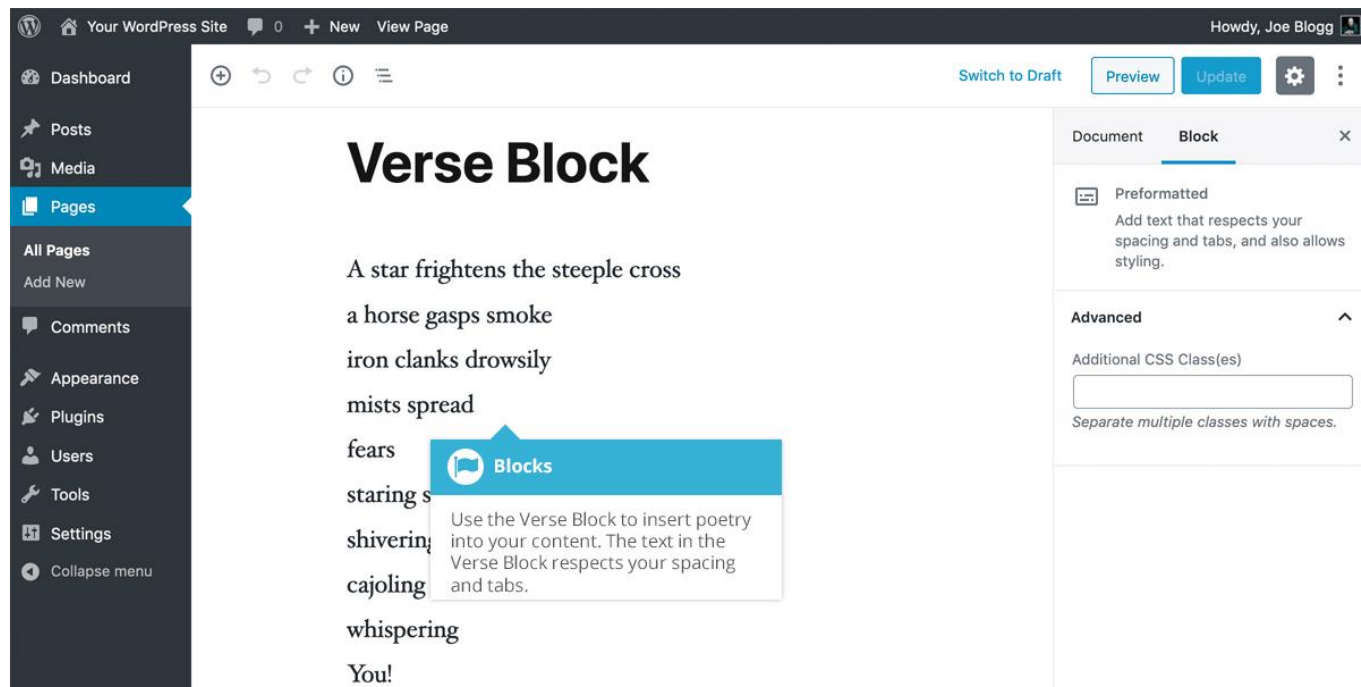 Your WordPress Site 0 + New View Page Howdy, Joe Blogg
Dashboard
Posts
Media
Pages
All Pages
Add New
Comments
Appearance
Plugins
Users
Tools
Settings
Collapse menu
Switch to Draft Preview Update
Verse Block
A star frightens the steeple cross
a horse gasps smoke
iron clanks drowsily
mists spread
fears
staring s
shivering
cajoling
whispering
You!
Blocks
Use the Verse Block to insert poetry
into your content. The text in the
Verse Block respects your spacing
and tabs.
Document Block
Preformatted
Add text that respects your
spacing and tabs, and also allows
styling.
Advanced
Additional CSS Class(es)
Separate multiple classes with spaces.